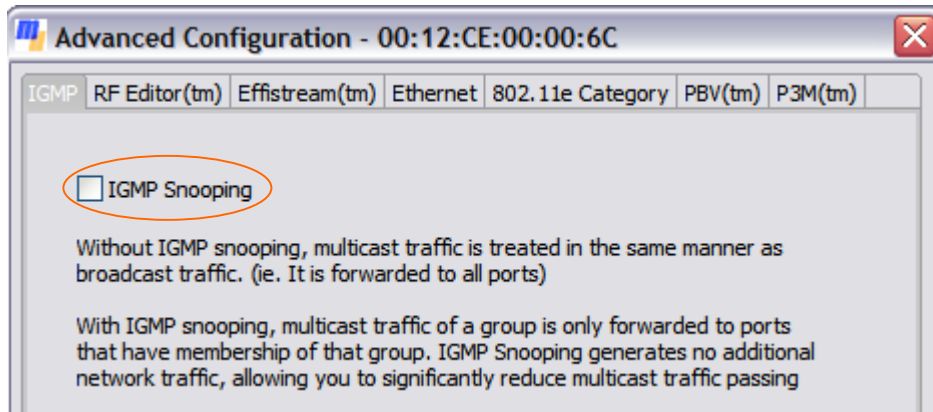 Advanced Configuration - 00:12:CE:00:00:6C
IGMP RF Editor(tm) Effistream(tm) Ethernet 802.11e Category PBV(tm) P3M(tm)
IGMP Snooping
Without IGMP snooping, multicast traffic is treated in the same manner as
broadcast traffic. (ie. It is forwarded to all ports)
With IGMP snooping, multicast traffic of a group is only forwarded to ports
that have membership of that group. IGMP Snooping generates no additional
network traffic, allowing you to significantly reduce multicast traffic passing